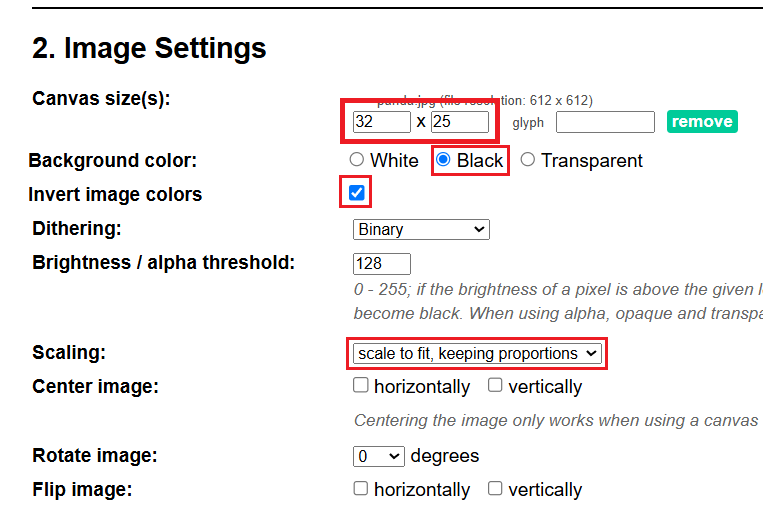 2. Image Settings
Canvas size(s):
panda.jpg (file resolution: 612 x 612)
32 x 25 glyph remove
Background color: White Black Transparent
Invert image colors
Dithering: Binary
Brightness / alpha threshold: 128
0 - 255; if the brightness of a pixel is above the given
become black. When using alpha, opaque and
Scaling: scale to fit, keeping proportions
Center image: horizontally vertically
Centering the image only works when using a canvas
Rotate image: 0 degrees
Flip image: horizontally vertically